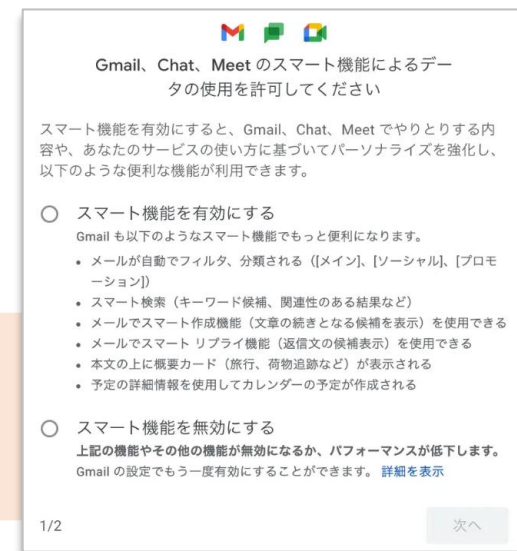 Gmail、Chat、Meet のスマート機能によるデー
タの使用を許可してください
スマート機能を有効にすると、Gmail、Chat、Meet でやりとりする内
容や、あなたのサービスの使い方に基づいてパーソナライズを強化し、
以下のような便利な機能が利用できます。
スマート機能を有効にする
Gmail も以下のようなスマート機能でもっと便利になります。
• メールが自動でフィルタ、分類される（[メイン]、[ソーシャル]、[プロモ
ーション]）
• スマート検索（キーワード候補、関連性のある結果など）
• メールでスマート作成機能（文章の続きとなる候補を表示）を使用できる
• メールでスマート リプライ機能（返信文の候補表示）を使用できる
• 本文の上に概要カード（旅行、荷物追跡など）が表示される
• 予定の詳細情報を使用してカレンダーの予定が作成される
スマート機能を無効にする
上記の機能やその他の機能が無効になるか、パフォーマンスが低下します。
Gmail の設定でもう一度有効にすることができます。 詳細を表示
1/2
次へ